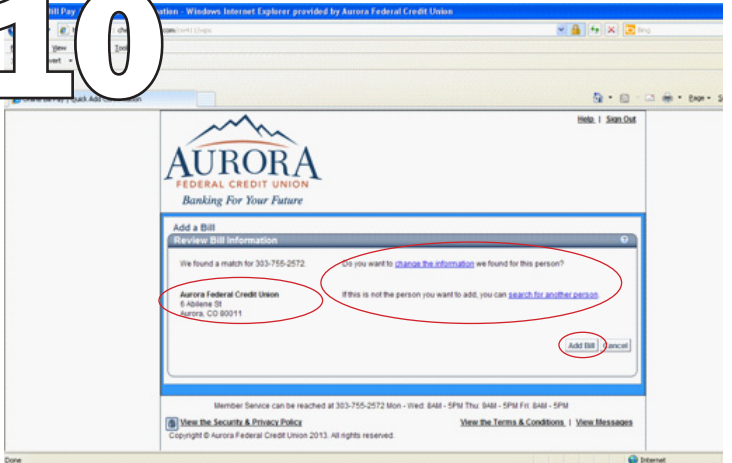 10
Bill Pay
ation - Windows Internet Explorer provided by Aurora Federal Credit Union
Bing
View
Tools
Page
Quick Add
Help | Sign Out
AURORA
FEDERAL CREDIT UNION
Banking For Your Future
Add a Bill
Review Bill Information
We found a match for 303-755-2572. Do you want to change the information we found for this person?
Aurora Federal Credit Union If this is not the person you want to add, you can search for another person.
6 Abilene St
Aurora, CO 80011
Add Bill Cancel
Member Service can be reached at 303-755-2572 Mon - Wed: 8AM - 5PM Thu: 9AM - 5PM Fri: 8AM - 5PM
View the Security & Privacy Policy View the Terms & Conditions | View Messages
Copyright © Aurora Federal Credit Union 2013. All rights reserved.
Done Internet